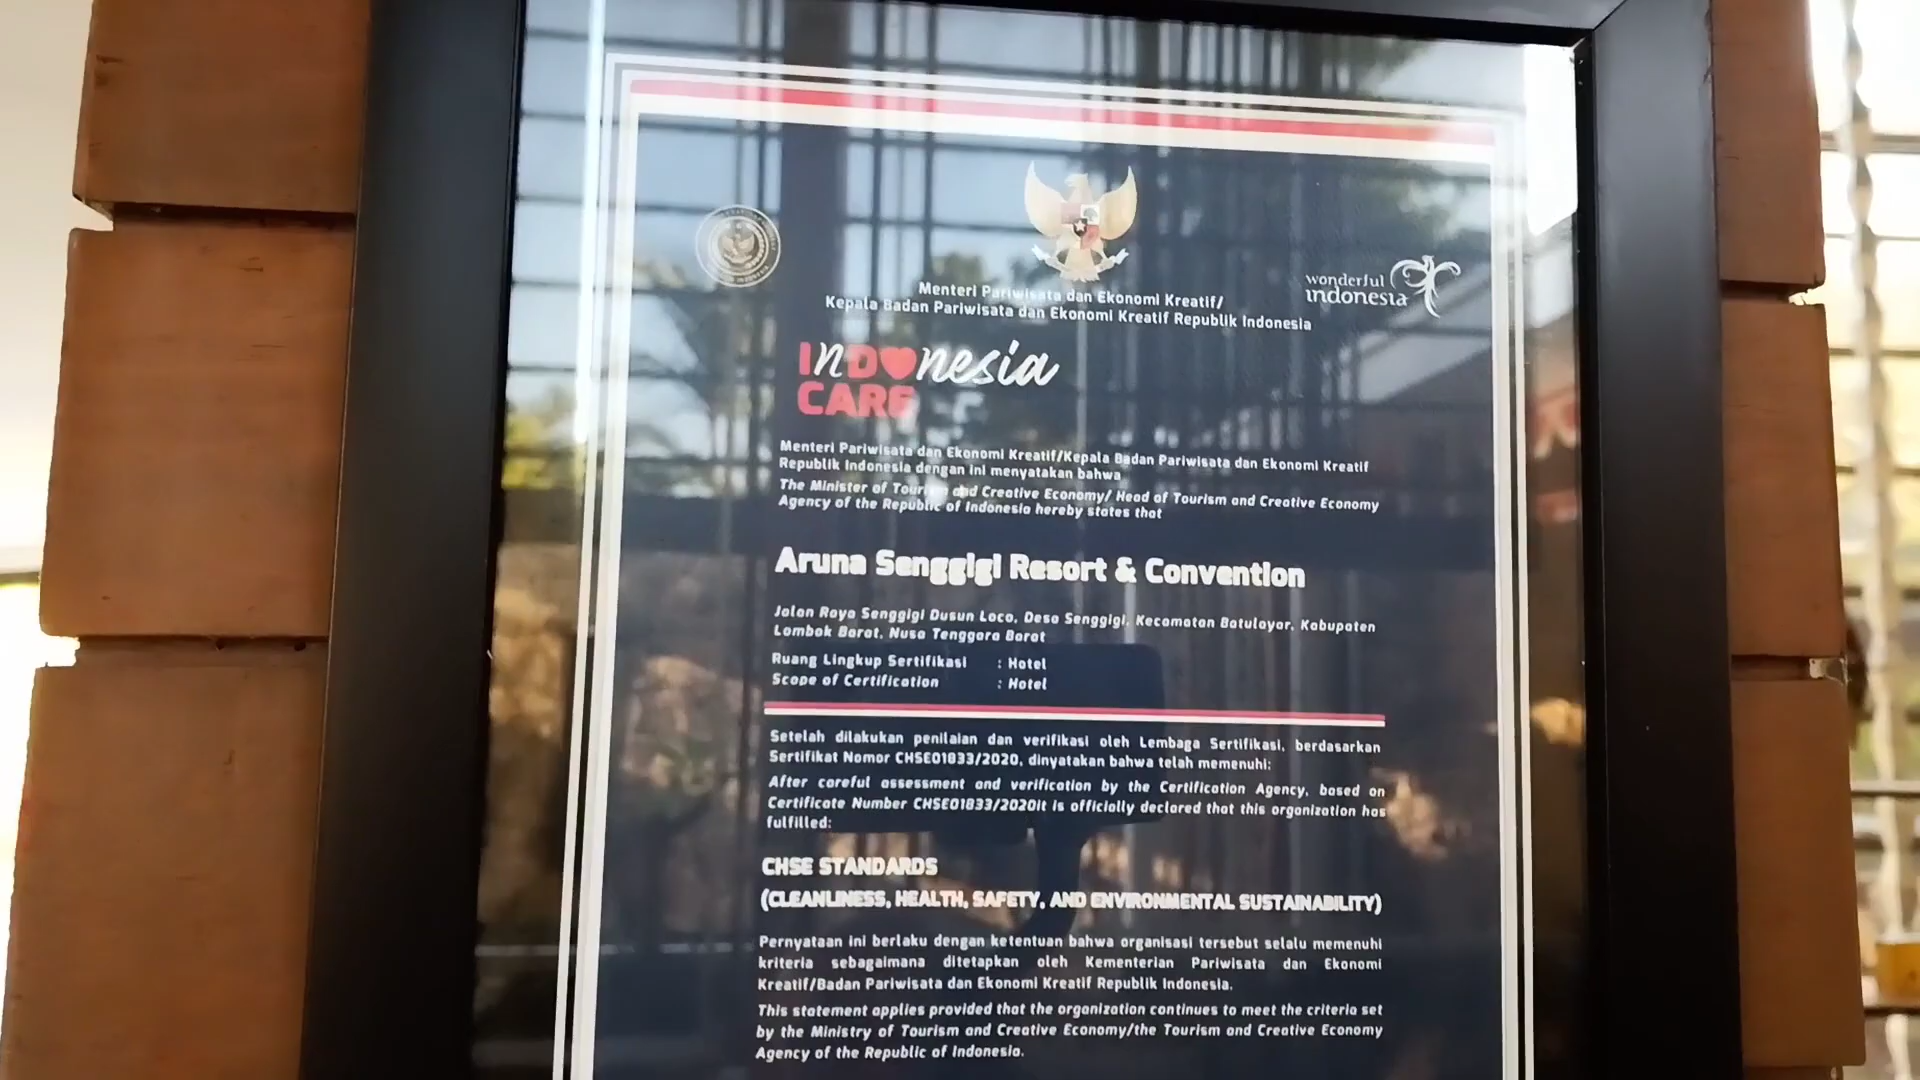 Menteri Pariwisata dan Ekonomi Kreatif/
Kepala Badan Pariwisata dan Ekonomi Kreatif Republik Indonesia
wonderful
indonesia
InDonesia
CARE
Menteri Pariwisata dan Ekonomi Kreatif/Kepala Badan Pariwisata dan Ekonomi Kreatif
Republik Indonesia dengan ini menyatakan bahwa
The Minister of Tourism and Creative Economy/ Head of Tourism and Creative Economy
Agency of the Republic of Indonesia hereby states that
Aruna Senggigi Resort & Convention
Jalan Raya Senggigi Dusun Loco, Desa Senggigi, Kecamatan Batulayar, Kabupaten
Lombok Barat, Nusa Tenggara Barat
Ruang Lingkup Sertifikasi : Hotel
Scope of Certification : Hotel
Setelah dilakukan penilaian dan verifikasi oleh Lembaga Sertifikasi, berdasarkan
Sertifikat Nomor CHSE01833/2020, dinyatakan bahwa telah memenuhi:
After careful assessment and verification by the Certification Agency, based on
Certificate Number CHSE01833/2020it is officially declared that this organization has
fulfilled:
CHSE STANDARDS
(CLEANLINESS, HEALTH, SAFETY, AND ENVIRONMENTAL SUSTAINABILITY)
Pernyataan ini berlaku dengan ketentuan bahwa organisasi tersebut selalu memenuhi
kriteria sebagaimana ditetapkan oleh Kementerian Pariwisata dan Ekonomi
Kreatif/Badan Pariwisata dan Ekonomi Kreatif Republik Indonesia.
This statement applies provided that the organization continues to meet the criteria set
by the Ministry of Tourism and Creative Economy/the Tourism and Creative Economy
Agency of the Republic of Indonesia.